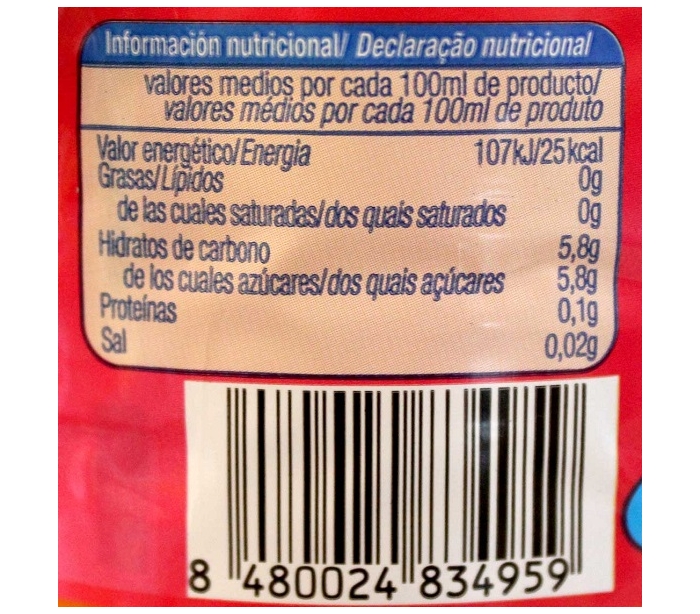 Información nutricional/ Declaração nutricional
valores medios por cada 100ml de producto/
valores médios por cada 100ml de produto
Valor energético/Energia 107kJ/25kcal
Grasas/Lípidos 0g
de las cuales saturadas/dos quais saturados 0g
Hidratos de carbono 5,8g
de los cuales azúcares/dos quais açúcares 5,8g
Proteínas 0,1g
Sal 0,02g
8 480024 834959